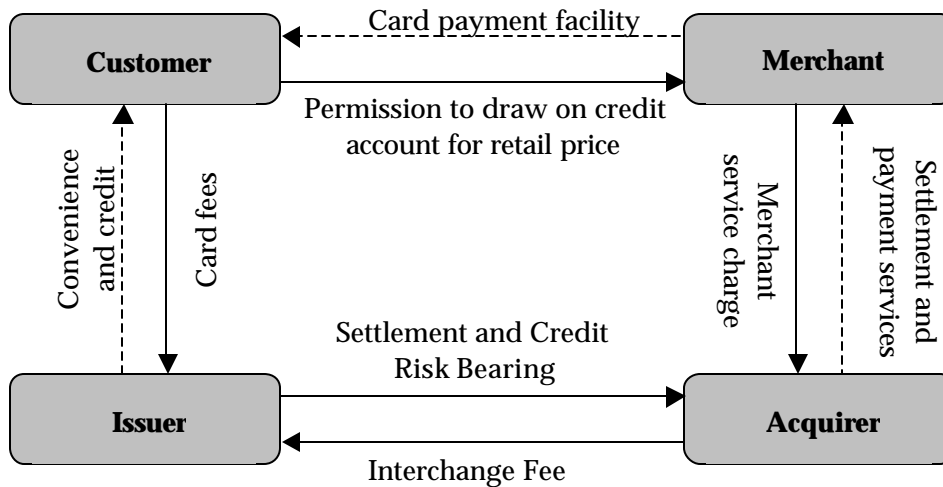 Card payment facility
Customer
Merchant
Permission to draw on credit
account for retail price
Convenience
and credit
Card fees
Merchant
service charge
Settlement and
payment services
Settlement and Credit
Risk Bearing
Issuer
Acquirer
Interchange Fee